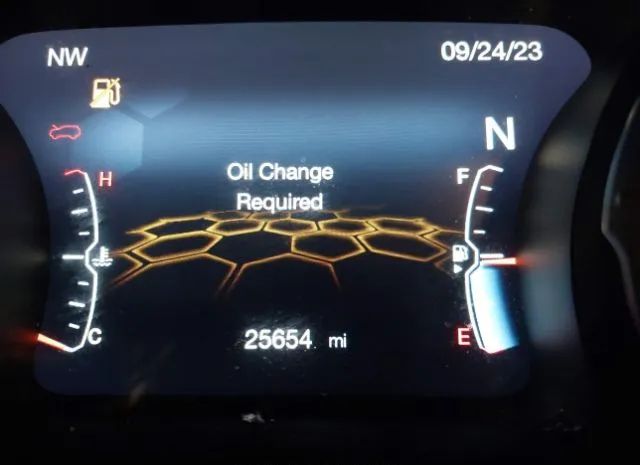 NW
09/24/23
N
H
F
Oil Change
Required
C
E
25654 mi